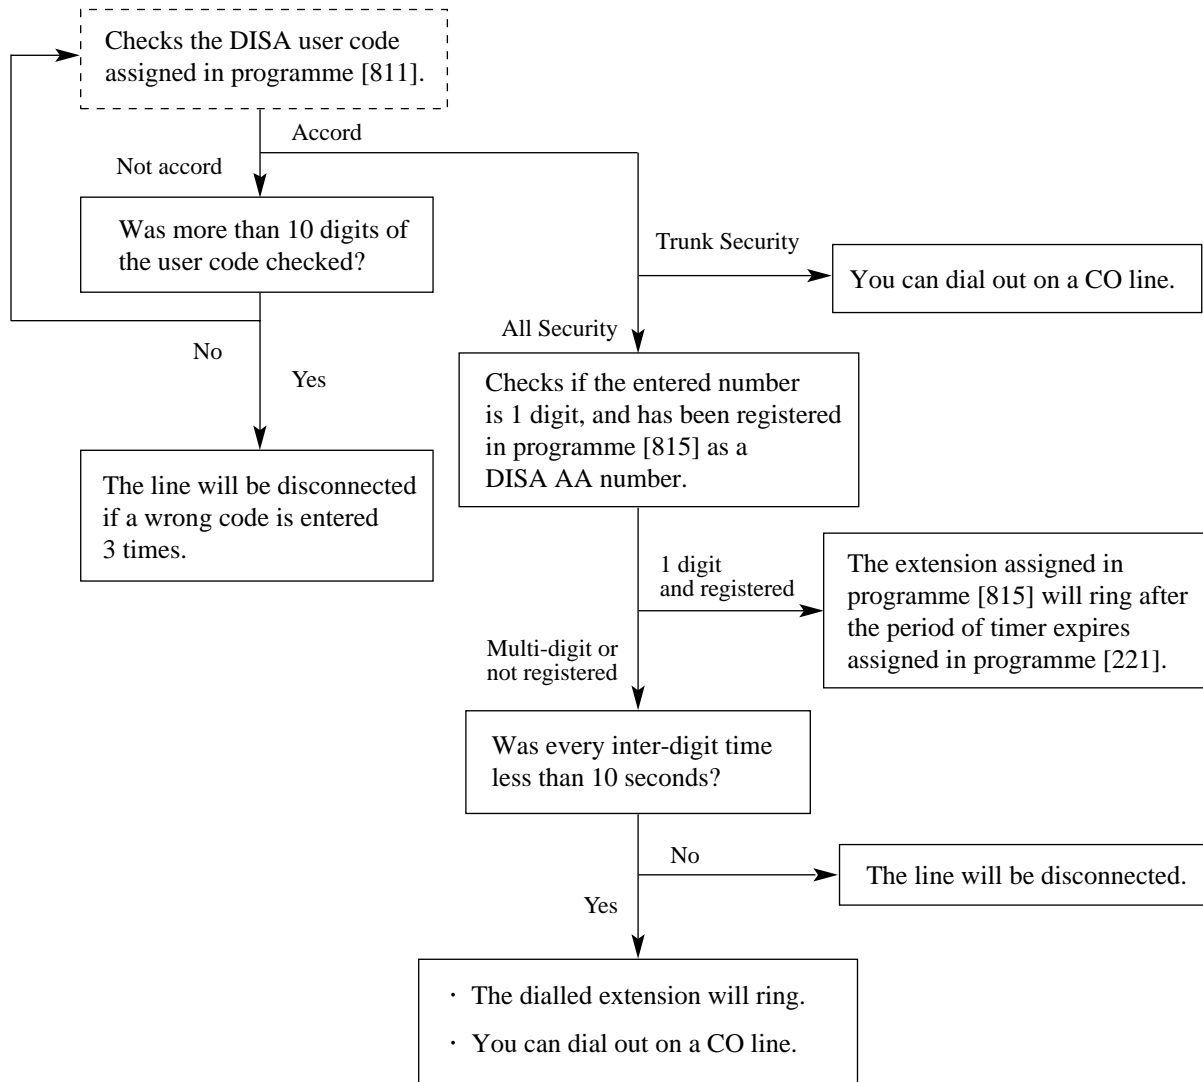 Checks the DISA user code
assigned in programme [811].
Accord
Not accord
Was more than 10 digits of
the user code checked?
No
Yes
The line will be disconnected
if a wrong code is entered
3 times.
Trunk Security
You can dial out on a CO line.
All Security
Checks if the entered number
is 1 digit, and has been registered
in programme [815] as a
DISA AA number.
1 digit
and registered
The extension assigned in
programme [815] will ring after
the period of timer expires
assigned in programme [221].
Multi-digit or
not registered
Was every inter-digit time
less than 10 seconds?
No
The line will be disconnected.
Yes
· The dialled extension will ring.
· You can dial out on a CO line.